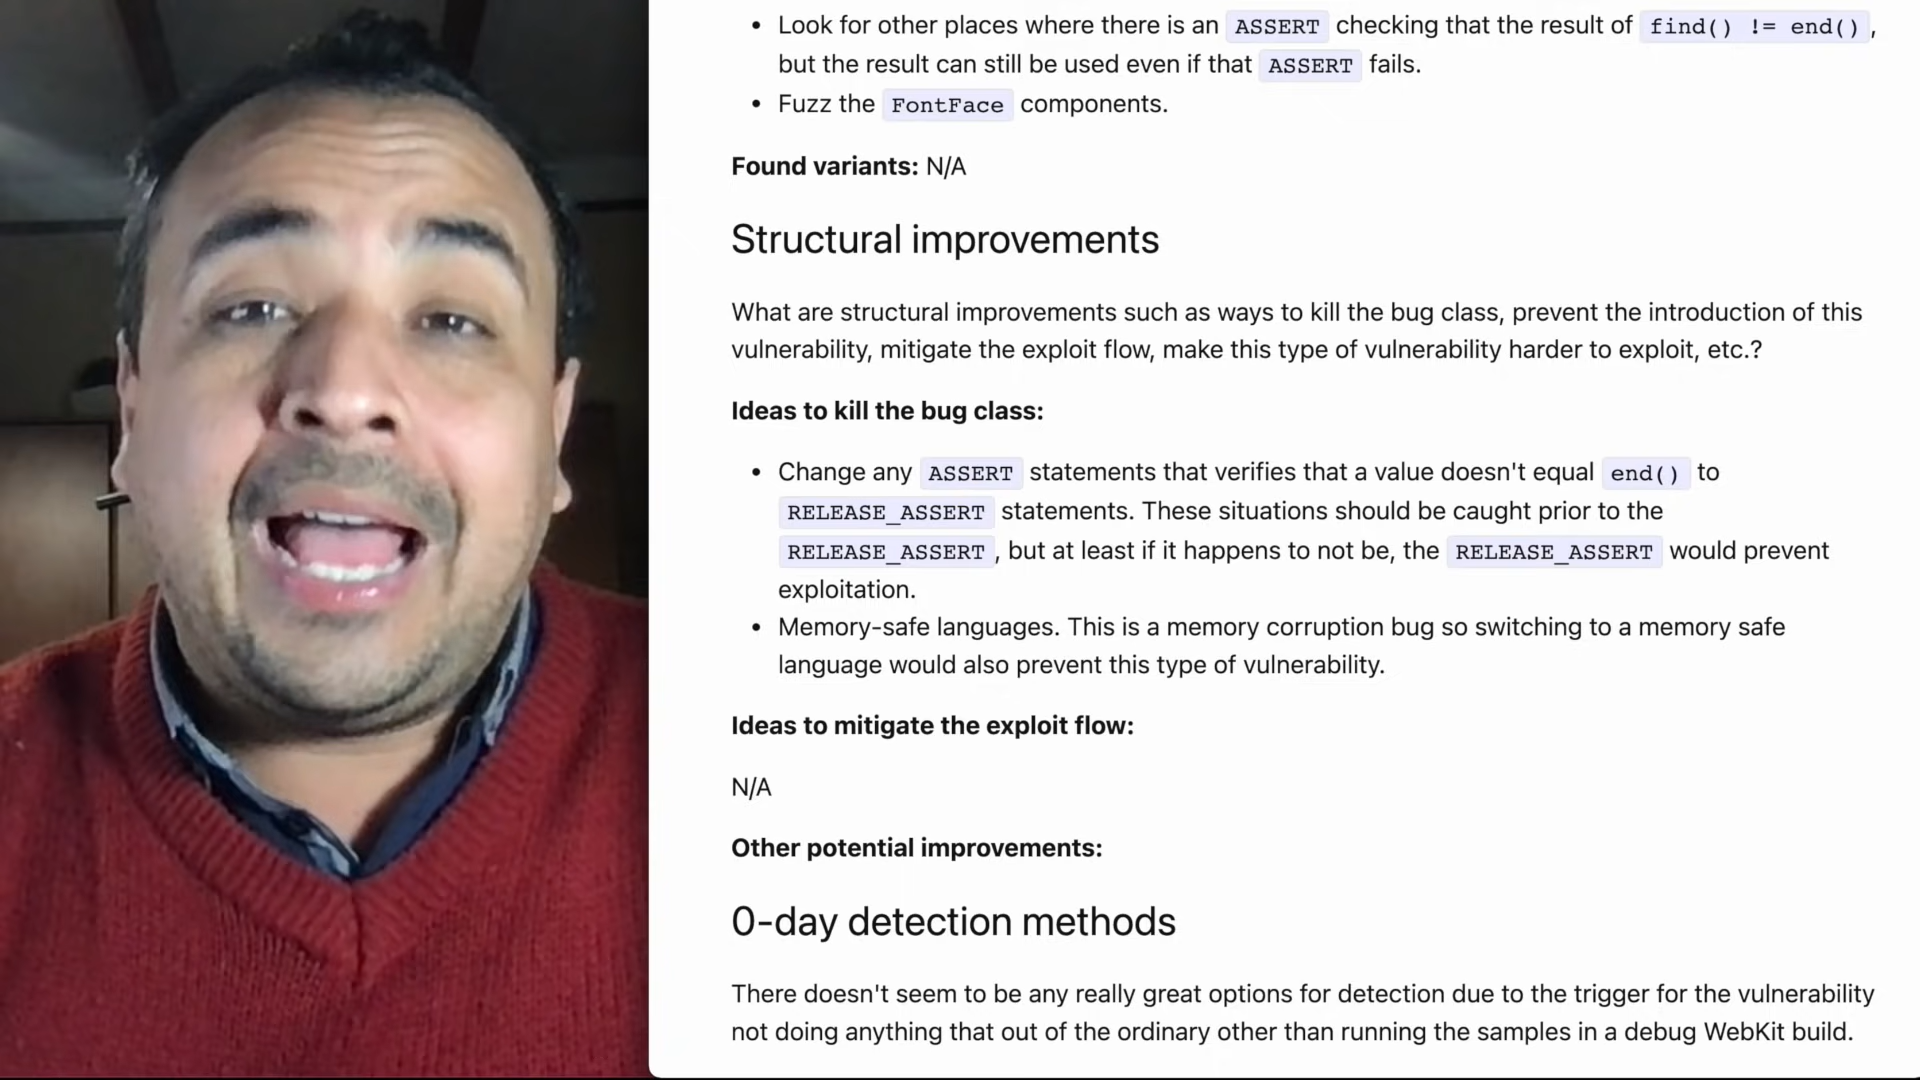 • Look for other places where there is an ASSERT checking that the result of find() != end(),
but the result can still be used even if that ASSERT fails.
• Fuzz the FontFace components.
Found variants: N/A
Structural improvements
What are structural improvements such as ways to kill the bug class, prevent the introduction of this
vulnerability, mitigate the exploit flow, make this type of vulnerability harder to exploit, etc.?
Ideas to kill the bug class:
• Change any ASSERT statements that verifies that a value doesn't equal end() to
RELEASE_ASSERT statements. These situations should be caught prior to the
RELEASE_ASSERT, but at least if it happens to not be, the RELEASE_ASSERT would prevent
exploitation.
• Memory-safe languages. This is a memory corruption bug so switching to a memory safe
language would also prevent this type of vulnerability.
Ideas to mitigate the exploit flow:
N/A
Other potential improvements:
0-day detection methods
There doesn't seem to be any really great options for detection due to the trigger for the vulnerability
not doing anything that out of the ordinary other than running the samples in a debug WebKit build.